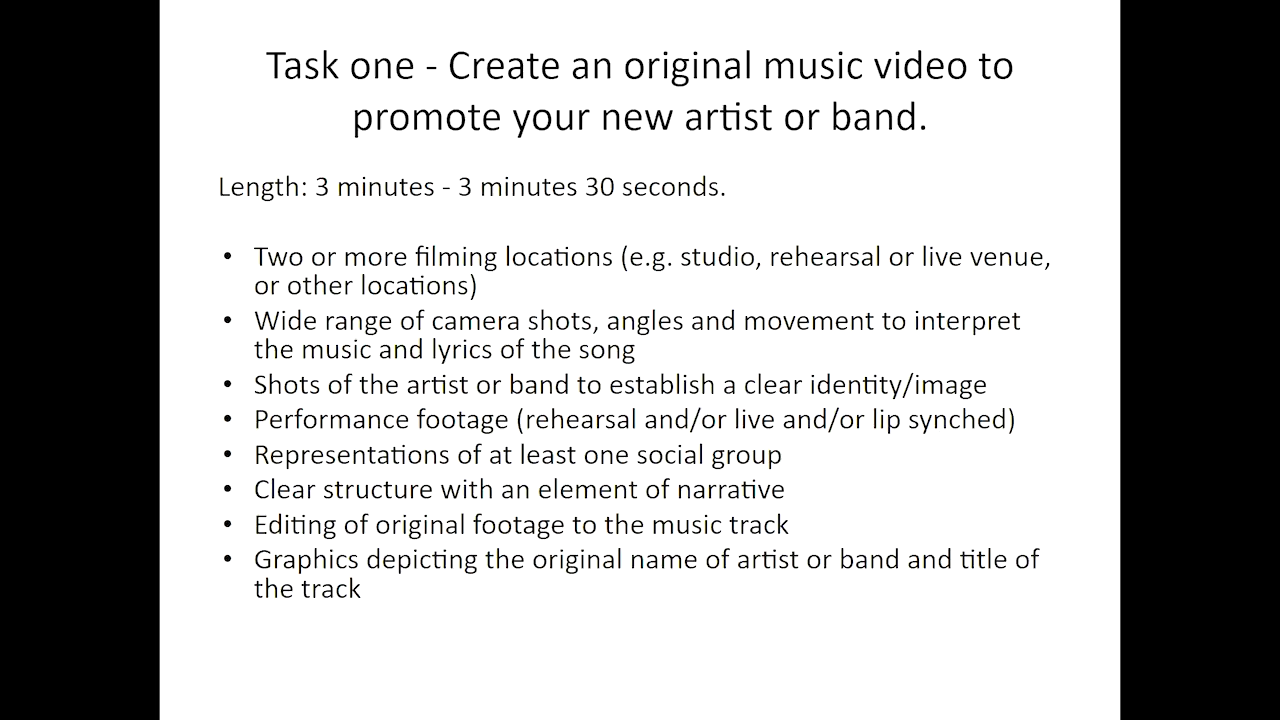 Task one - Create an original music video to
promote your new artist or band.
Length: 3 minutes - 3 minutes 30 seconds.
• Two or more filming locations (e.g. studio, rehearsal or live venue,
or other locations)
• Wide range of camera shots, angles and movement to interpret
the music and lyrics of the song
• Shots of the artist or band to establish a clear identity/image
• Performance footage (rehearsal and/or live and/or lip synched)
• Representations of at least one social group
• Clear structure with an element of narrative
• Editing of original footage to the music track
• Graphics depicting the original name of artist or band and title of
the track